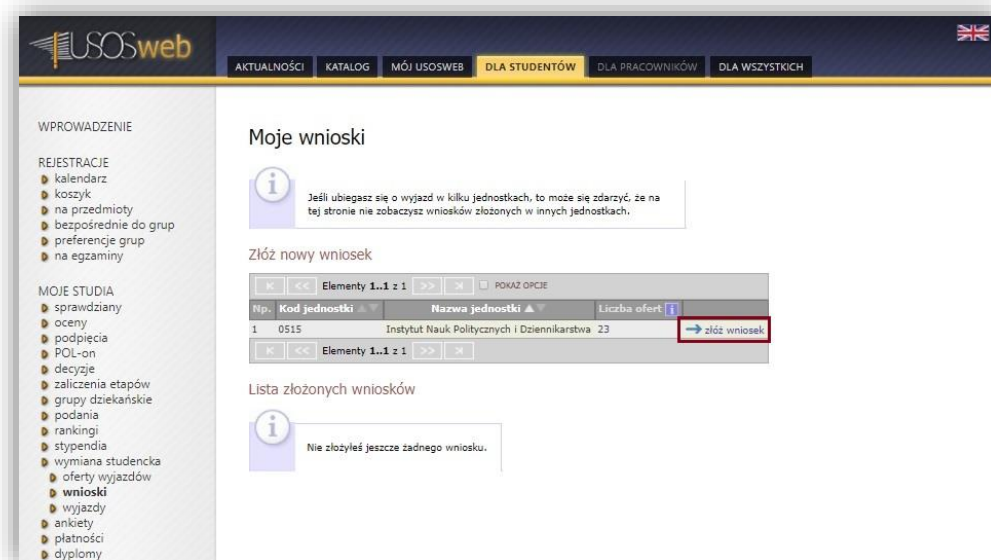 USOSweb
AKTUALNOŚCI KATALOG MÓJ USOSWEB DLA STUDENTÓW DLA PRACOWNIKÓW DLA WSZYSTKICH
WPROWADZENIE
REJESTRACJE
kalendarz
koszyk
na przedmioty
bezpośrednie do grup
preferencje grup
na egzaminy
MOJE STUDIA
sprawdziany
oceny
podpięcia
POL-on
decyzje
zaliczenia etapów
grupy dziekańskie
podania
rankingi
stypendia
wymiana studencka
oferty wyjazdów
wnioski
wyjazdy
ankiety
płatności
dyplomy
Moje wnioski
Jeśli ubiegasz się o wyjazd w kilku jednostkach, to może się zdarzyć, że na
tej stronie nie zobaczysz wniosków złożonych w innych jednostkach.
Złóż nowy wniosek
K << Elementy 1..1 z 1 >> >| POKAŻ OPCJE
Np. Kod jednostki Nazwa jednostki Liczba ofert i
1 0515 Instytut Nauk Politycznych i Dziennikarstwa 23 złóż wniosek
K << Elementy 1..1 z 1 >> >|
Lista złożonych wniosków
Nie złożyłeś jeszcze żadnego wniosku.